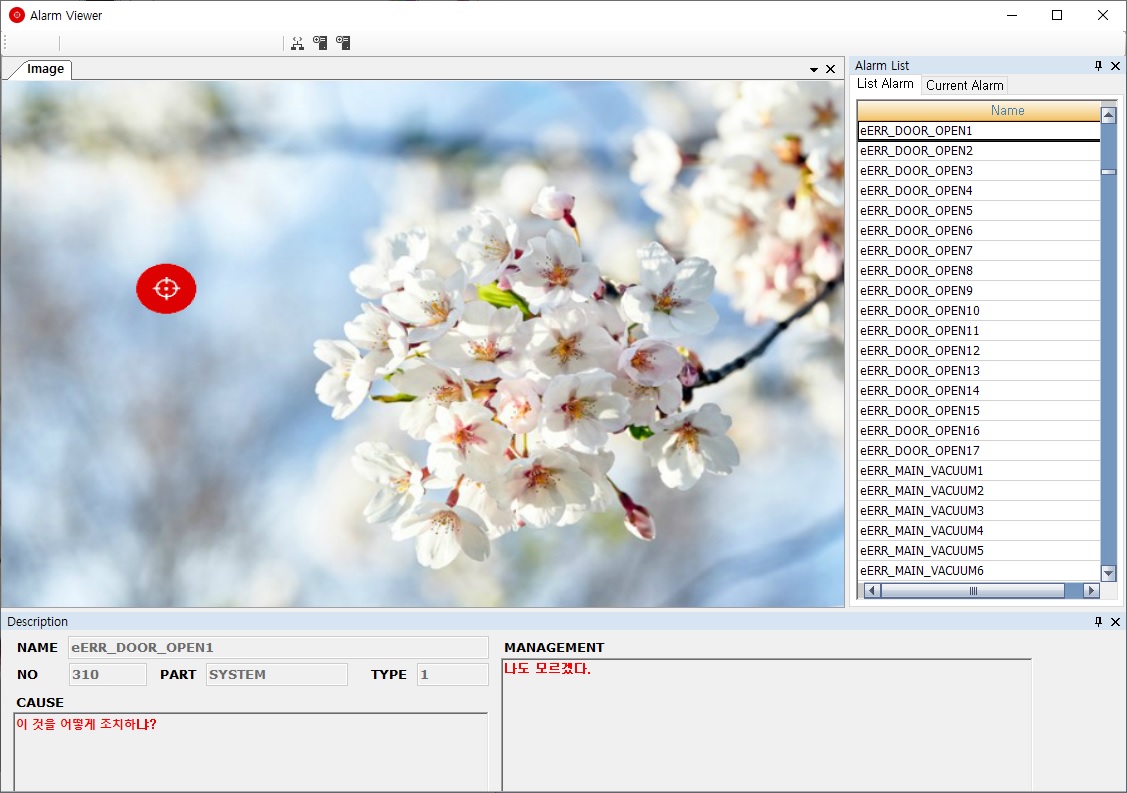 Alarm Viewer
Image
Alarm List
List Alarm
Current Alarm
Name
eERR_DOOR_OPEN1
eERR_DOOR_OPEN2
eERR_DOOR_OPEN3
eERR_DOOR_OPEN4
eERR_DOOR_OPEN5
eERR_DOOR_OPEN6
eERR_DOOR_OPEN7
eERR_DOOR_OPEN8
eERR_DOOR_OPEN9
eERR_DOOR_OPEN10
eERR_DOOR_OPEN11
eERR_DOOR_OPEN12
eERR_DOOR_OPEN13
eERR_DOOR_OPEN14
eERR_DOOR_OPEN15
eERR_DOOR_OPEN16
eERR_DOOR_OPEN17
eERR_MAIN_VACUUM1
eERR_MAIN_VACUUM2
eERR_MAIN_VACUUM3
eERR_MAIN_VACUUM4
eERR_MAIN_VACUUM5
eERR_MAIN_VACUUM6
Description
NAME eERR_DOOR_OPEN1
NO 310 PART SYSTEM TYPE 1
CAUSE
이 것을 어떻게 조치하냐?
MANAGEMENT
나도 모르겠다.